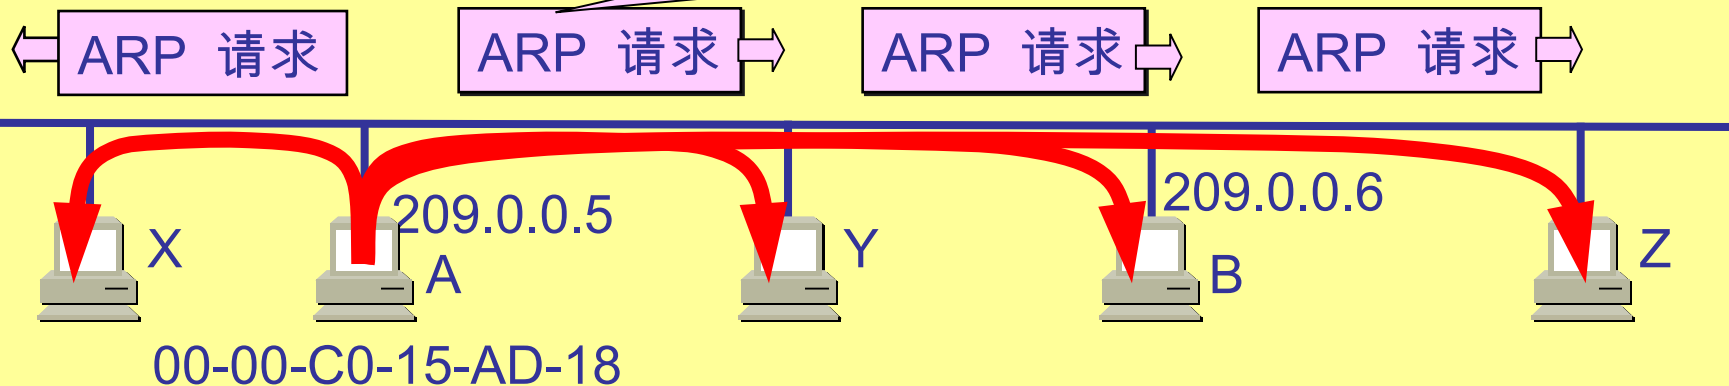 ARP 请求
ARP 请求
ARP 请求
ARP 请求
209.0.0.5
209.0.0.6
X
A
Y
B
Z
00-00-C0-15-AD-18